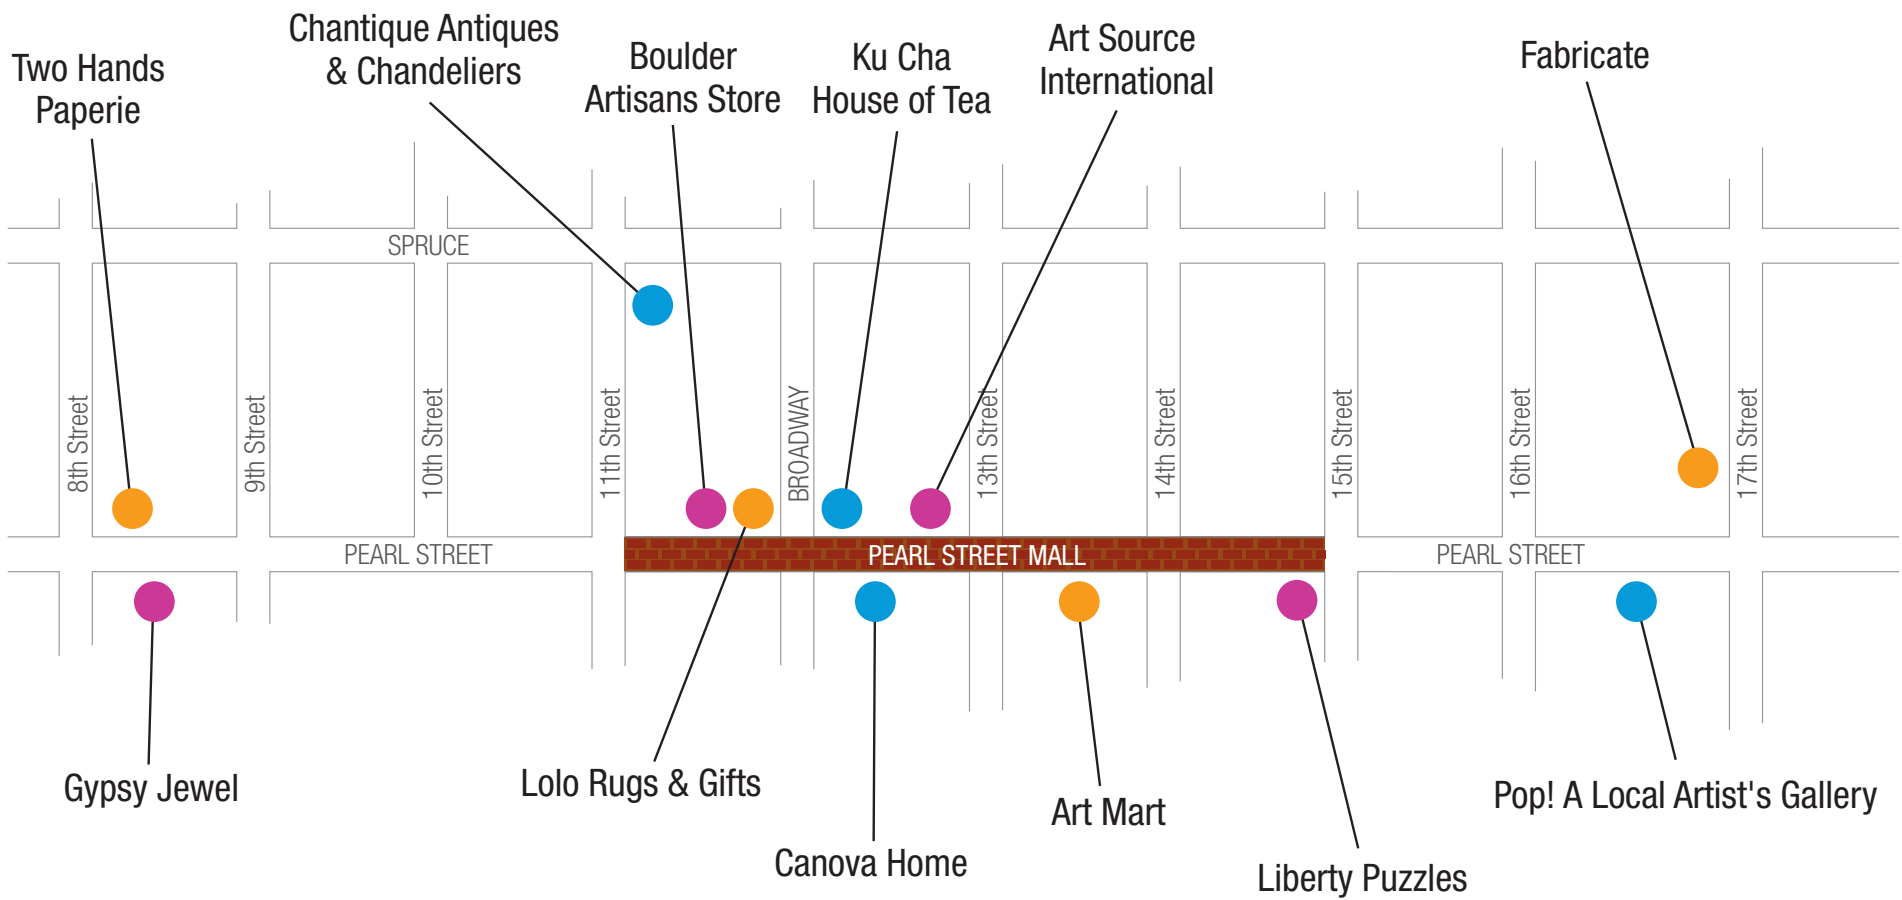 Two Hands
Paperie
Chantique Antiques
& Chandeliers
Boulder
Artisans Store
Ku Cha
House of Tea
Art Source
International
Fabricate
SPRUCE
8th Street
9th Street
10th Street
11th Street
BROADWAY
13th Street
14th Street
15th Street
16th Street
17th Street
PEARL STREET
PEARL STREET MALL
PEARL STREET
Gypsy Jewel
Lolo Rugs & Gifts
Canova Home
Art Mart
Liberty Puzzles
Pop! A Local Artist's Gallery